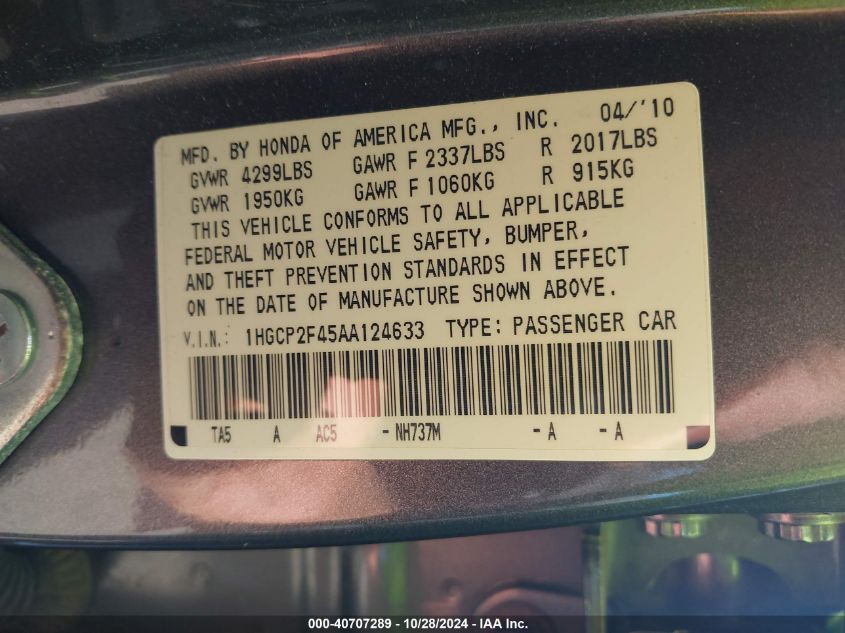 MFD. BY HONDA OF AMERICA MFG., INC. 04/'10
GVWR 4299LBS GAWR F 2337LBS R 2017LBS
GVWR 1950KG GAWR F 1060KG R 915KG
THIS VEHICLE CONFORMS TO ALL APPLICABLE
FEDERAL MOTOR VEHICLE SAFETY, BUMPER,
AND THEFT PREVENTION STANDARDS IN EFFECT
ON THE DATE OF MANUFACTURE SHOWN ABOVE.
V.I.N.: 1HGCP2F45AA124633 TYPE: PASSENGER CAR
TA5 A AC5 -NH737M -A -A
000-40707289 - 10/28/2024 - IAA Inc.